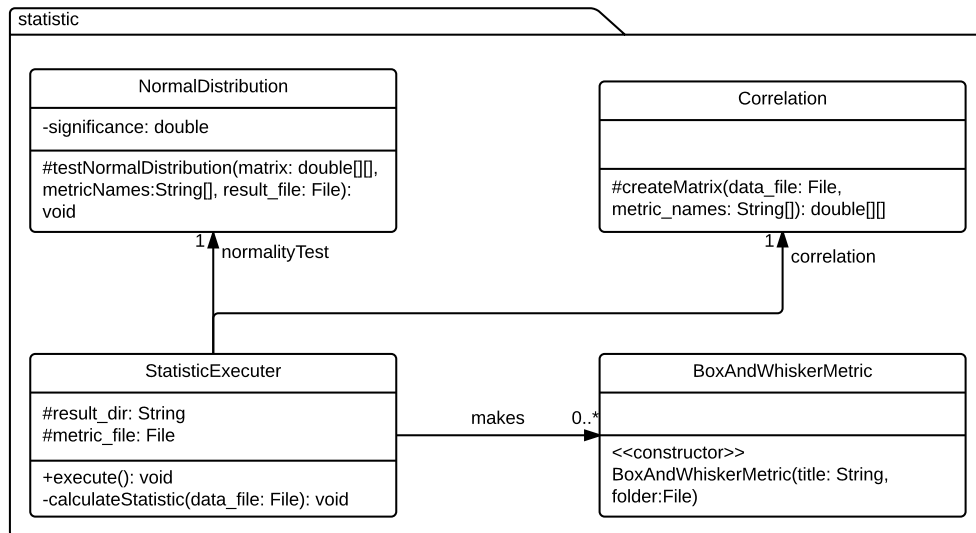 statistic
NormalDistribution
-significance: double
#testNormalDistribution(matrix: double[][],
metricNames:String[], result_file: File):
void
Correlation
#createMatrix(data_file: File,
metric_names: String[]): double[][]
1
normalityTest
1
correlation
StatisticExecuter
#result_dir: String
#metric_file: File
+execute(): void
-calculateStatistic(data_file: File): void
makes
0..*
BoxAndWhiskerMetric
<<constructor>>
BoxAndWhiskerMetric(title: String,
folder:File)